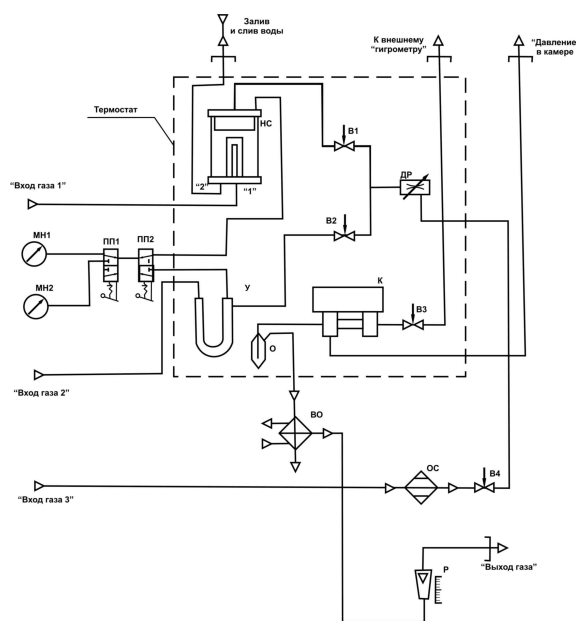 Залив
и слив воды
К внешнему
“гигрометру”
“Давление
в камере
Термостат
НС
В1
ДР
“2”
“1”
“Вход газа 1”
В2
МН1
ПП1
ПП2
У
К
МН2
В3
О
“Вход газа 2”
ВО
ОС
В4
“Вход газа 3”
Р
“Выход газа”